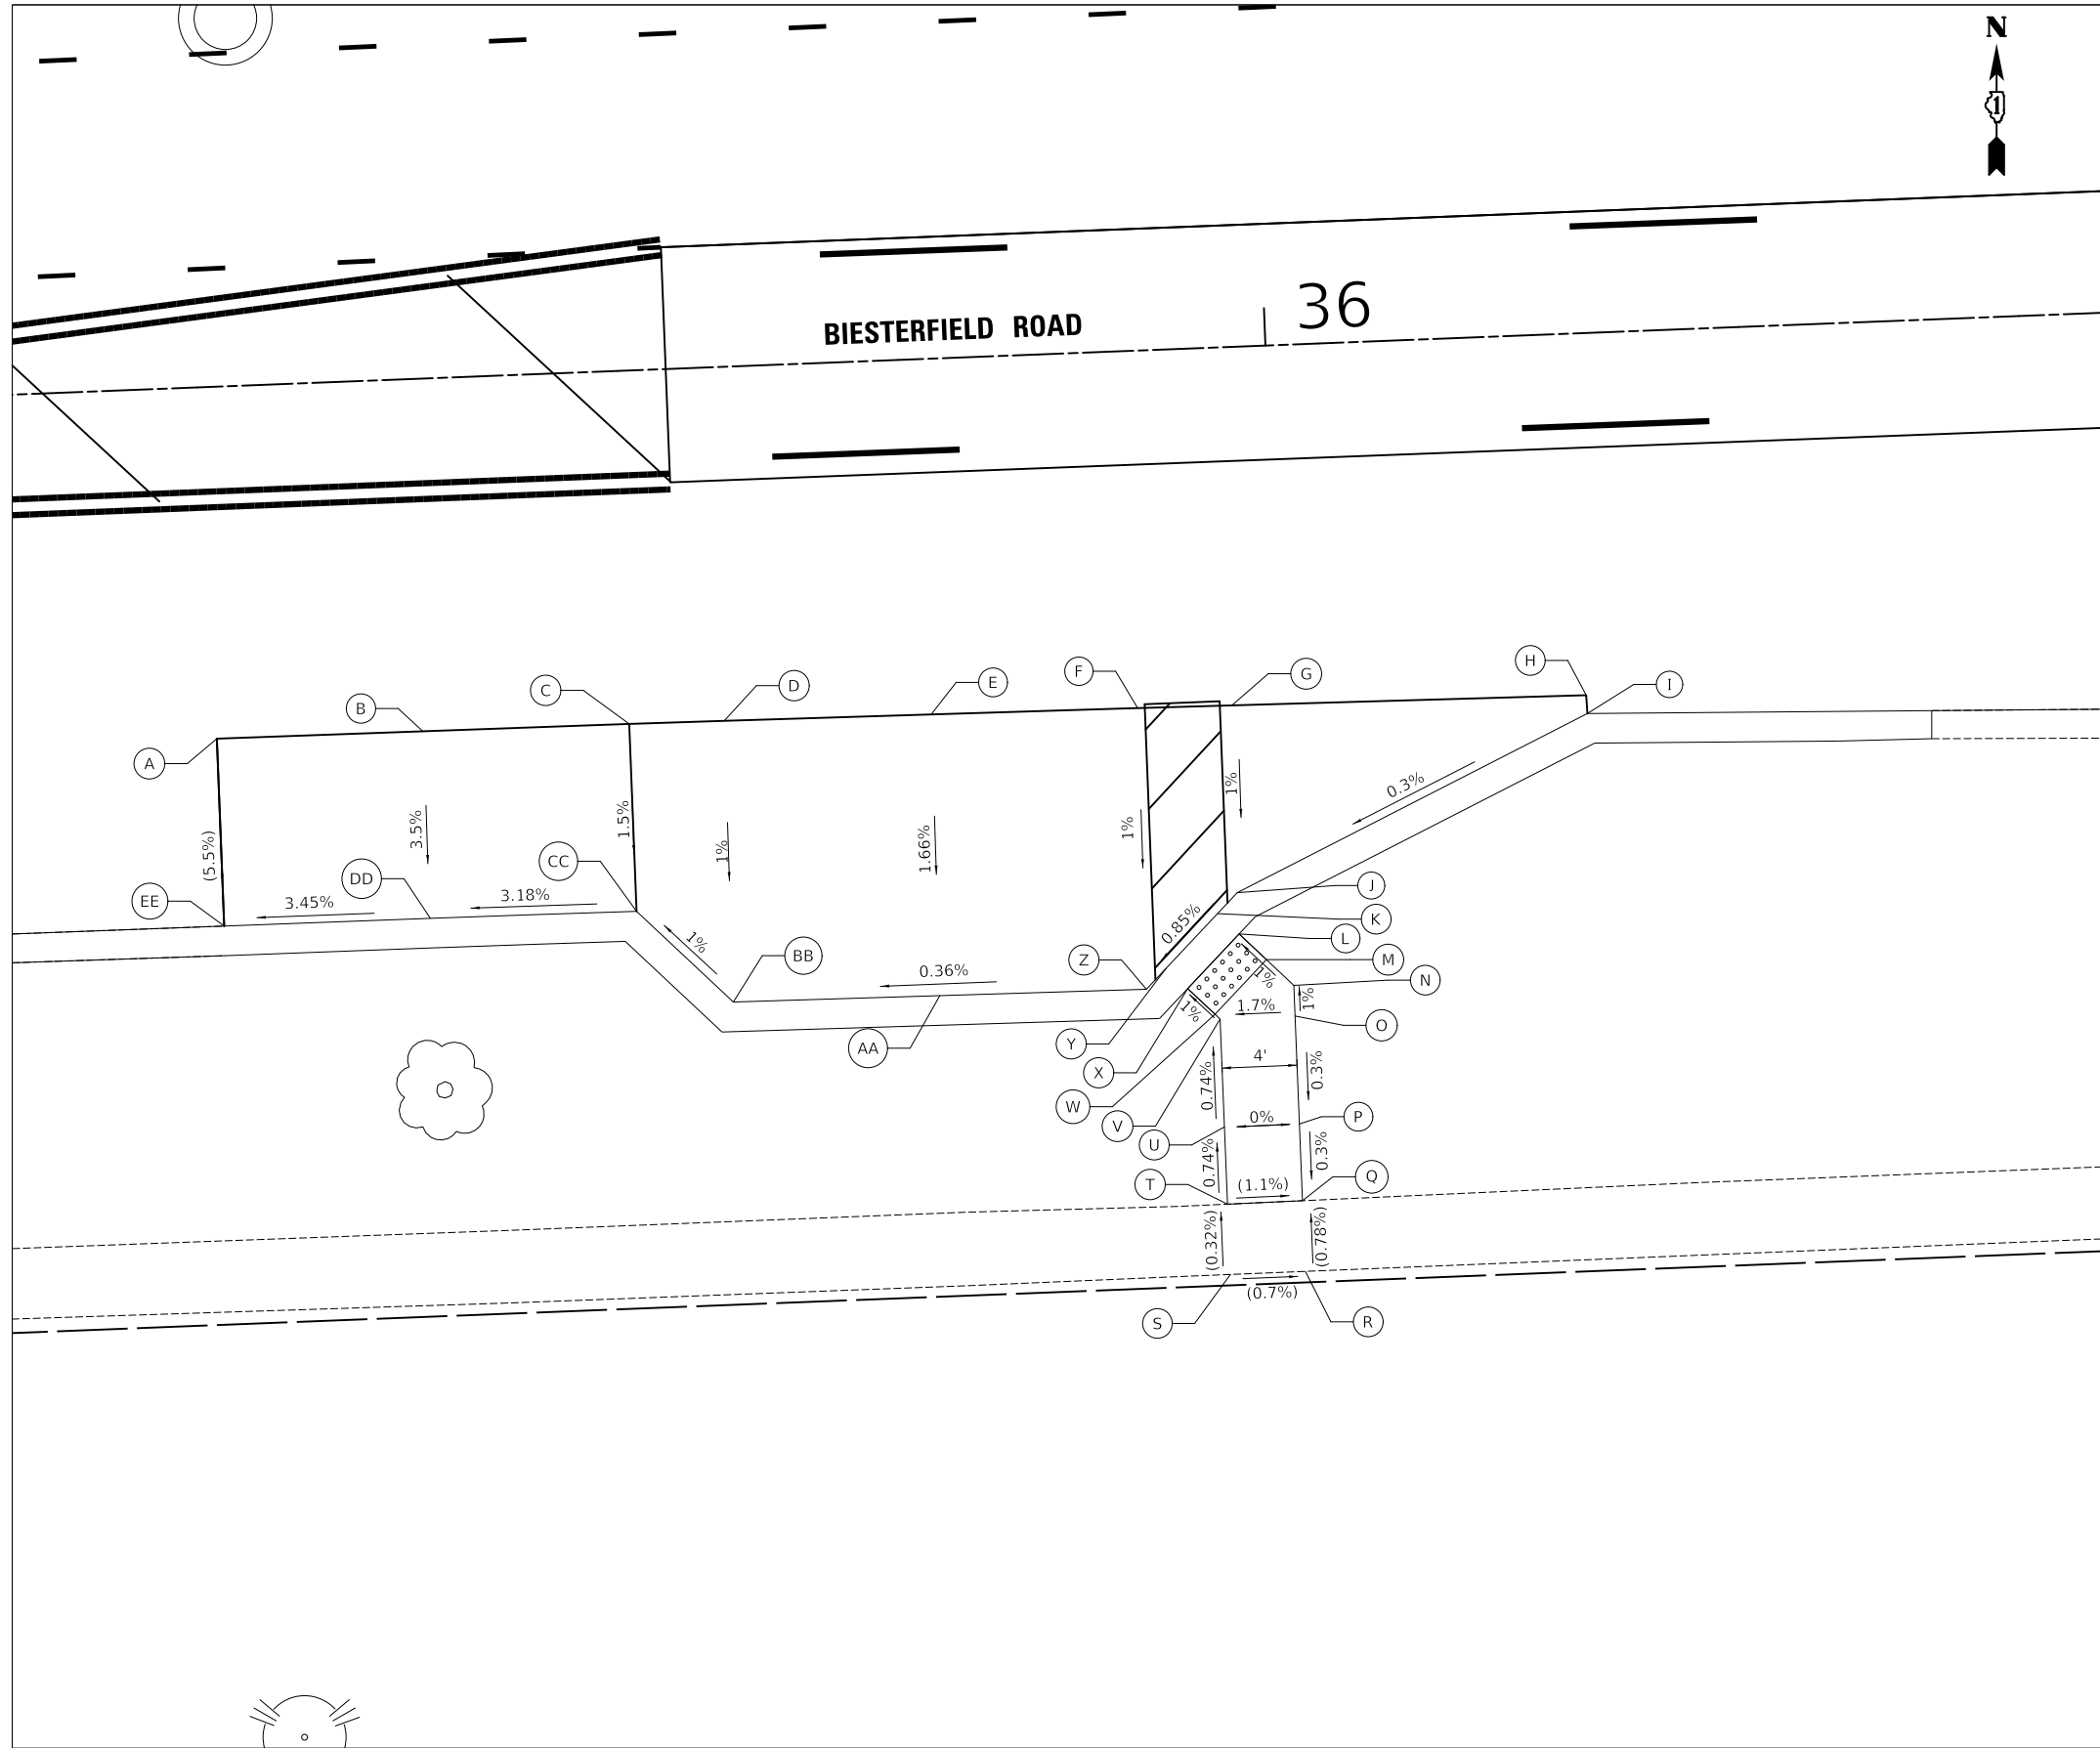 N
1
36
BIESTERFIELD ROAD
H
F
G
I
D
E
C
B
A
0.3%
1%
3.5%
1.5%
1%
1.66%
1%
(5.5%)
CC
DD
EE
3.45%
3.18%
J
K
L
0.85%
1%
BB
Z
M
N
0.36%
1%
1%
1%
1.7%
O
AA
Y
X
4'
0.3%
0.74%
W
V
0%
P
U
0.74%
0.3%
T
(1.1%)
Q
(0.32%)
(0.78%)
(0.7%)
S
R